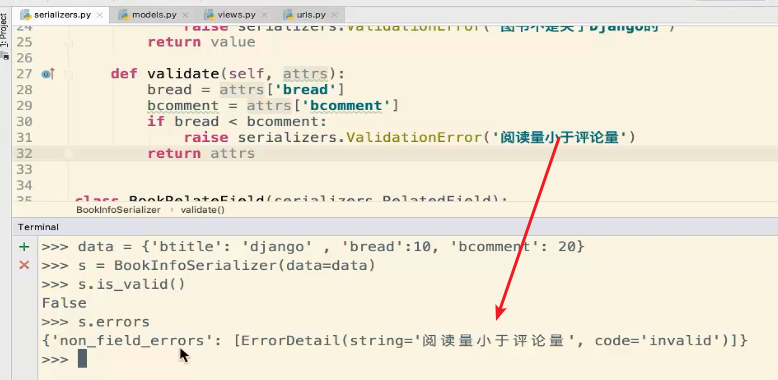 serializers.py models.py views.py urls.py
1: Project
24 raise serializers.ValidationError("图书不是关于Django的")
25 return value
26
27 def validate(self, attrs):
28 bread = attrs['bread']
29 bcomment = attrs['bcomment']
30 if bread < bcomment:
31 raise serializers.ValidationError('阅读量小于评论量')
32 return attrs
33
34
35 class BookRelateField(serializers.RelatedField):
BookInfoSerializer › validate()
Terminal
>>> data = {'btitle': 'django' , 'bread':10, 'bcomment': 20}
>>> s = BookInfoSerializer(data=data)
>>> s.is_valid()
False
>>> s.errors
{'non_field_errors': [ErrorDetail(string='阅读量小于评论量', code='invalid')]}
>>>